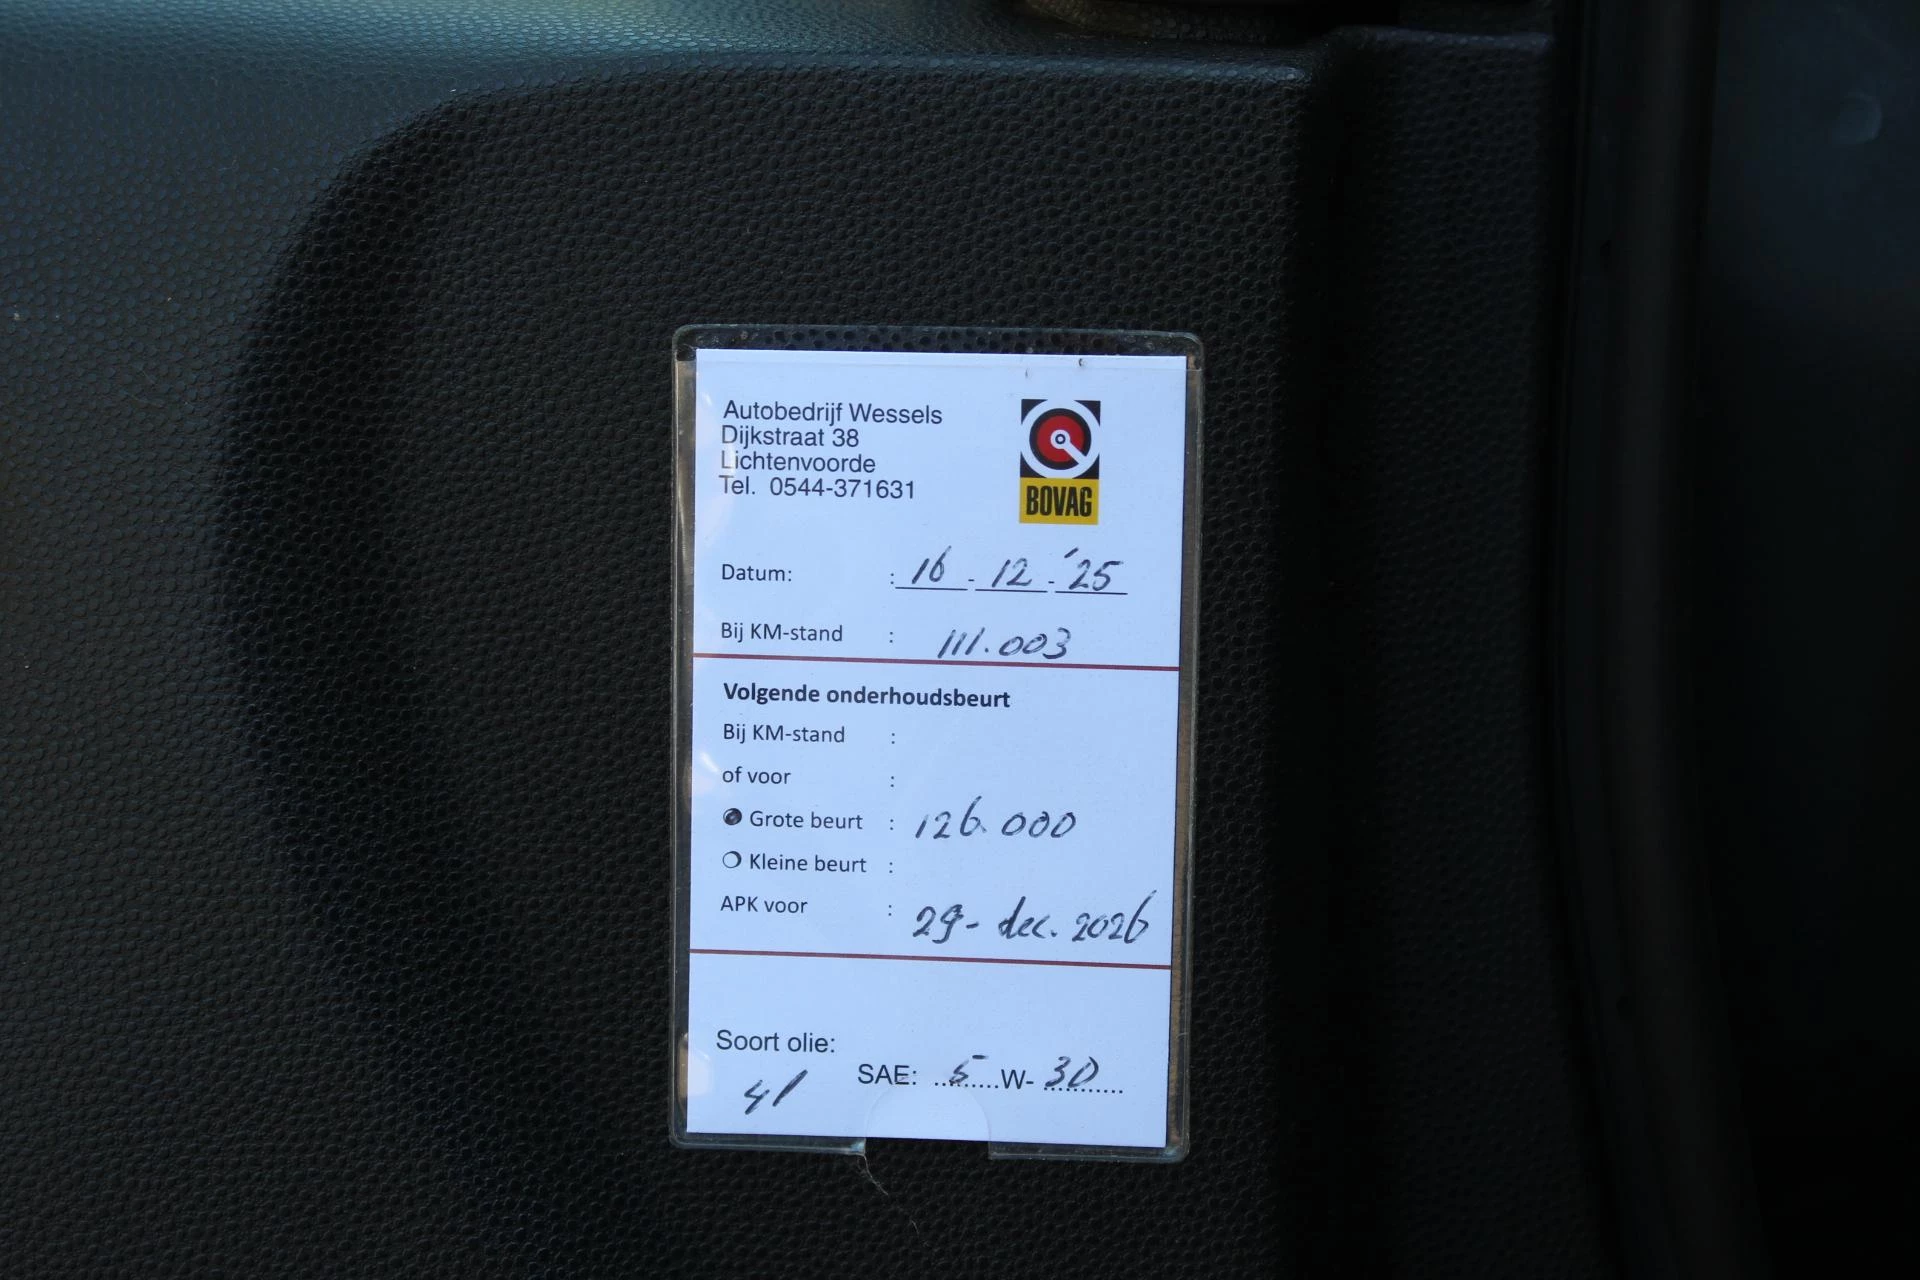 Autobedrijf Wessels
Dijkstraat 38
Lichtenvoorde
Tel. 0544-371631
BOVAG
Datum: : 16 - 12 - '25
Bij KM-stand : 111.003
Volgende onderhoudsbeurt
Bij KM-stand :
of voor :
Grote beurt : 126.000
Kleine beurt :
APK voor : 29- dec. 2026
Soort olie:
SAE: ..5.....W- 30
4l